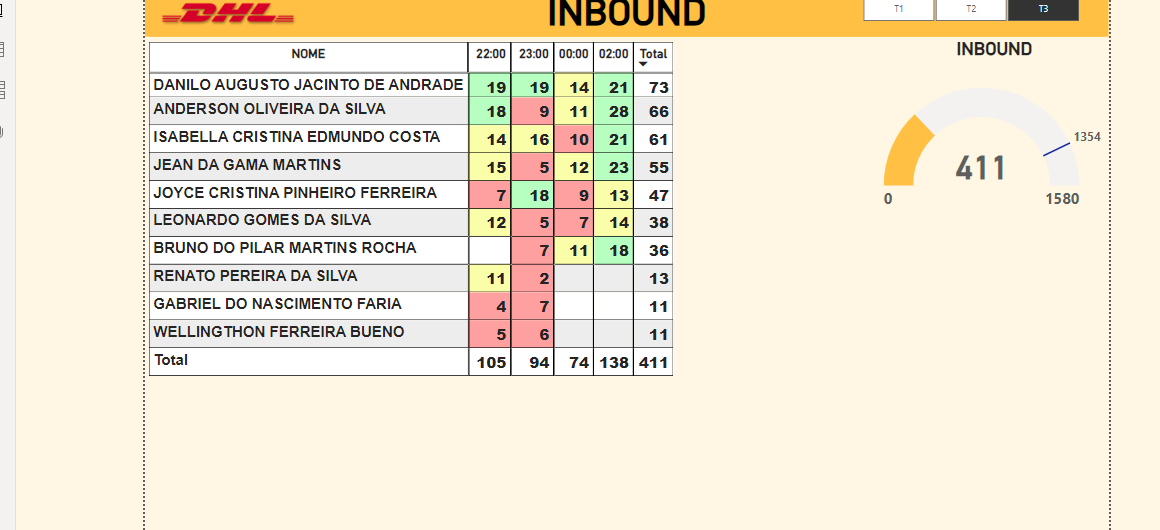 DHL
INBOUND
T1 T2 T3
NOME 22:00 23:00 00:00 02:00 Total
DANILO AUGUSTO JACINTO DE ANDRADE 19 19 14 21 73
ANDERSON OLIVEIRA DA SILVA 18 9 11 28 66
ISABELLA CRISTINA EDMUNDO COSTA 14 16 10 21 61
JEAN DA GAMA MARTINS 15 5 12 23 55
JOYCE CRISTINA PINHEIRO FERREIRA 7 18 9 13 47
LEONARDO GOMES DA SILVA 12 5 7 14 38
BRUNO DO PILAR MARTINS ROCHA 7 11 18 36
RENATO PEREIRA DA SILVA 11 2 13
GABRIEL DO NASCIMENTO FARIA 4 7 11
WELLINGTHON FERREIRA BUENO 5 6 11
Total 105 94 74 138 411
INBOUND
1354
411
0 1580